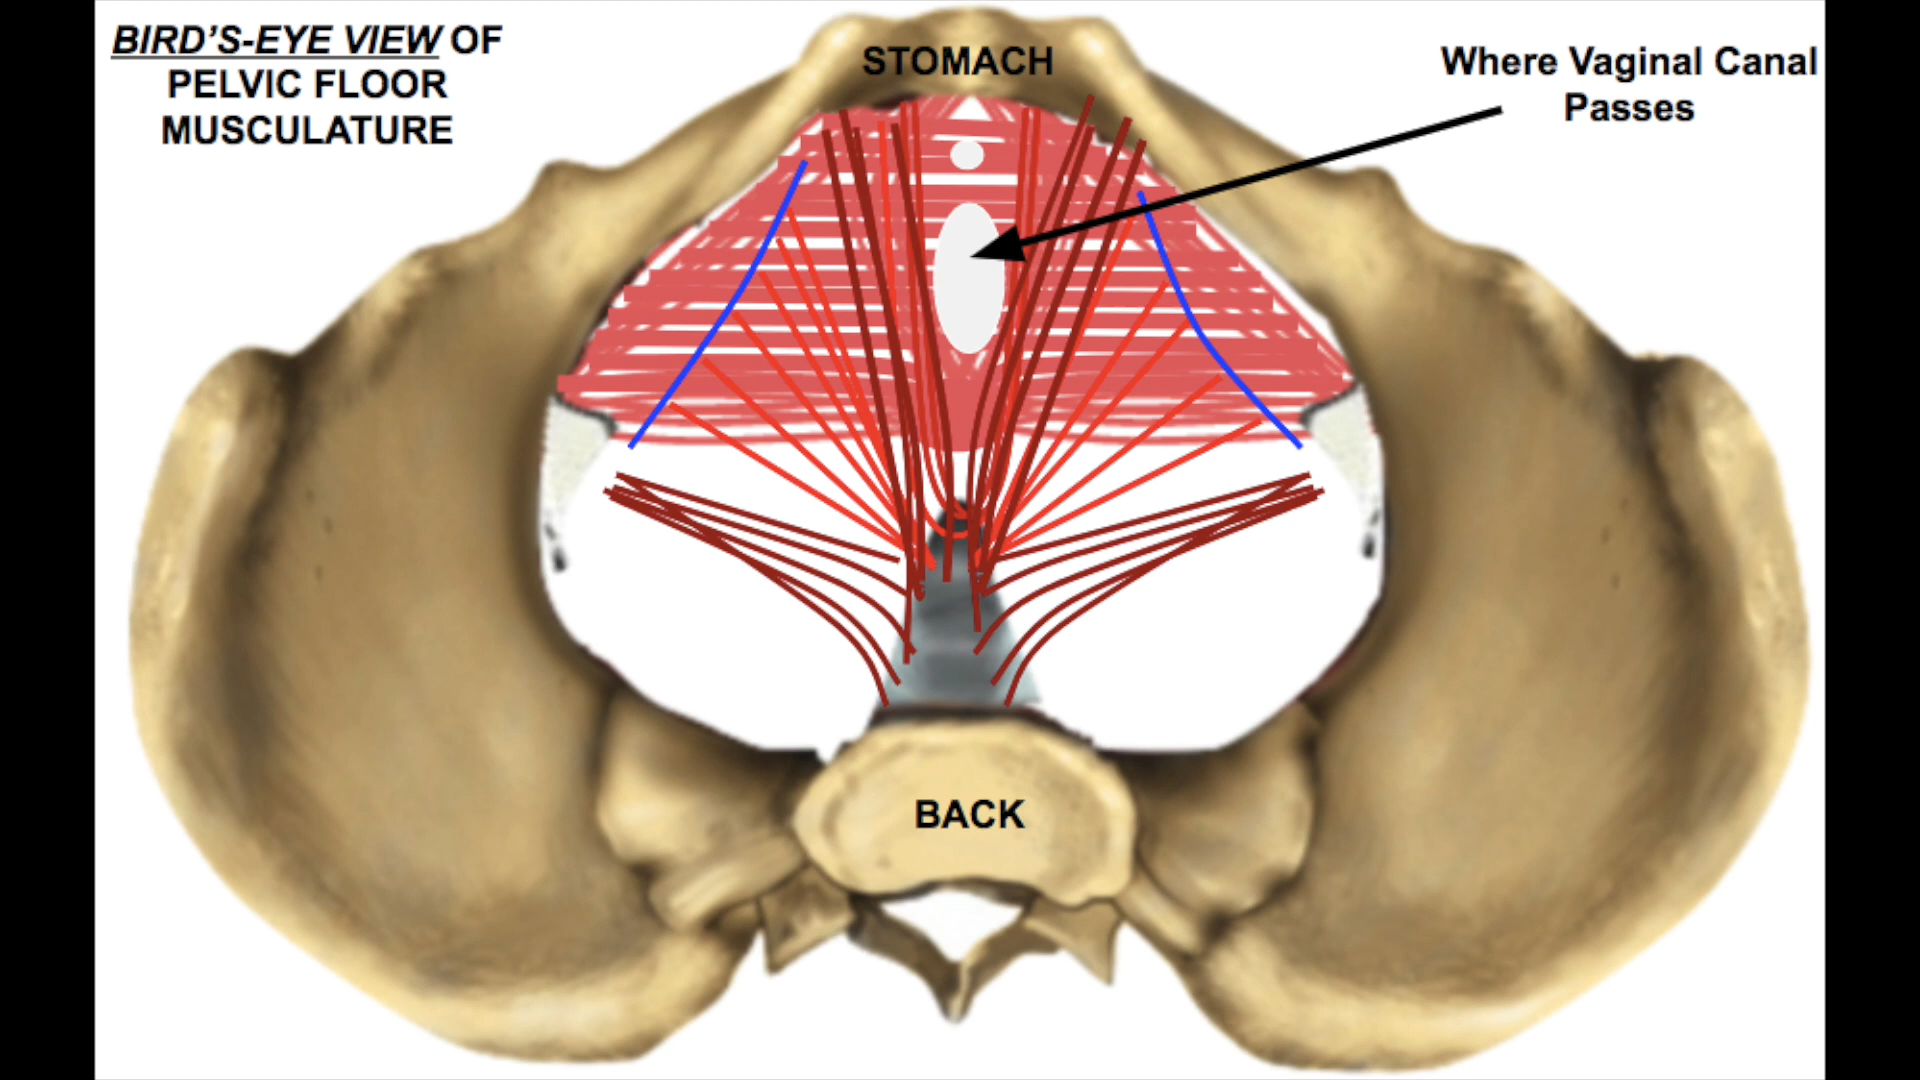 BIRD'S-EYE VIEW OF
PELVIC FLOOR
MUSCULATURE
STOMACH
Where Vaginal Canal
Passes
BACK